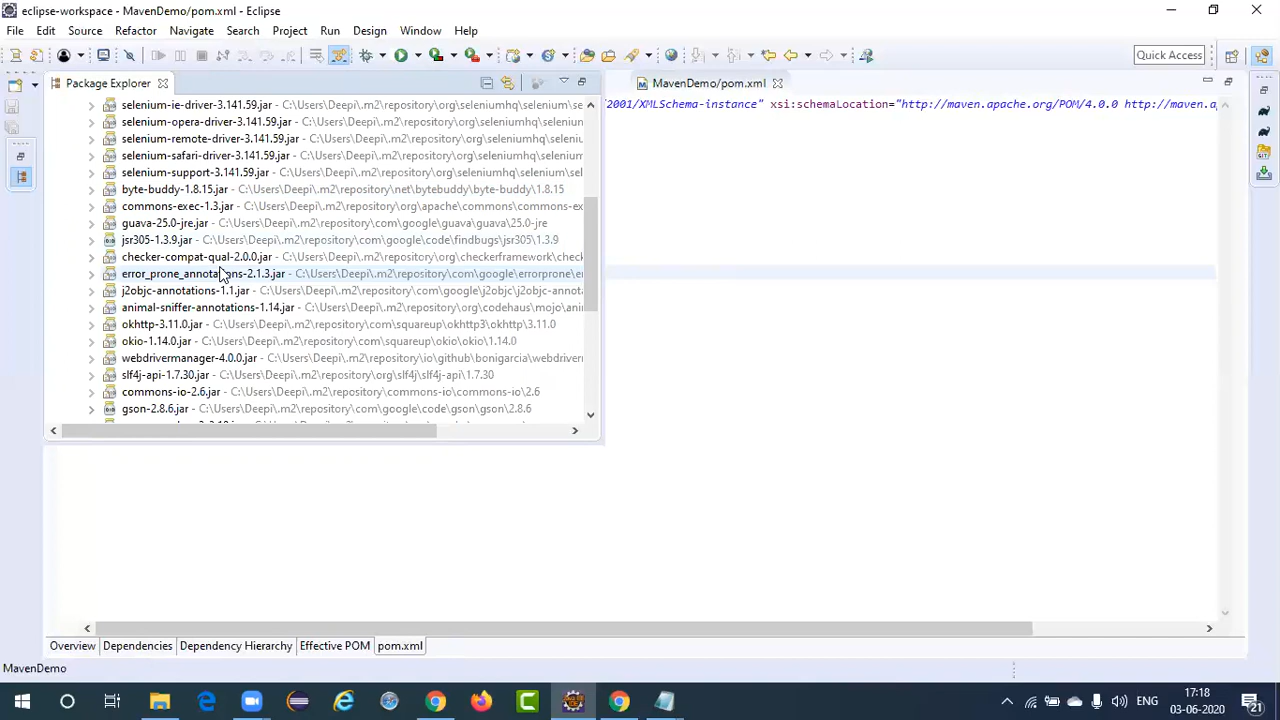 eclipse-workspace - MavenDemo/pom.xml - Eclipse
File Edit Source Refactor Navigate Search Project Run Design Window Help
Quick Access
Package Explorer
MavenDemo/pom.xml
selenium-ie-driver-3.141.59.jar - C:\Users\Deepi\.m2\repository\org\seleniumhq\selenium\se
/2001/XMLSchema-instance" xsi:schemaLocation="http://maven.apache.org/POM/4.0.0 http://maven.a
selenium-opera-driver-3.141.59.jar - C:\Users\Deepi\.m2\repository\org\seleniumhq\selenium
selenium-remote-driver-3.141.59.jar - C:\Users\Deepi\.m2\repository\org\seleniumhq\seleniu
selenium-safari-driver-3.141.59.jar - C:\Users\Deepi\.m2\repository\org\seleniumhq\selenium
selenium-support-3.141.59.jar - C:\Users\Deepi\.m2\repository\org\seleniumhq\selenium\sele
byte-buddy-1.8.15.jar - C:\Users\Deepi\.m2\repository\net\bytebuddy\byte-buddy\1.8.15
commons-exec-1.3.jar - C:\Users\Deepi\.m2\repository\org\apache\commons\commons-ex
guava-25.0-jre.jar - C:\Users\Deepi\.m2\repository\com\google\guava\guava\25.0-jre
jsr305-1.3.9.jar - C:\Users\Deepi\.m2\repository\com\google\code\findbugs\jsr305\1.3.9
checker-compat-qual-2.0.0.jar - C:\Users\Deepi\.m2\repository\org\checkerframework\check
error_prone_annotations-2.1.3.jar - C:\Users\Deepi\.m2\repository\com\google\errorprone\er
j2objc-annotations-1.1.jar - C:\Users\Deepi\.m2\repository\com\google\j2objc\j2objc-annota
animal-sniffer-annotations-1.14.jar - C:\Users\Deepi\.m2\repository\org\codehaus\mojo\anim
okhttp-3.11.0.jar - C:\Users\Deepi\.m2\repository\com\squareup\okhttp3\okhttp\3.11.0
okio-1.14.0.jar - C:\Users\Deepi\.m2\repository\com\squareup\okio\okio\1.14.0
webdrivermanager-4.0.0.jar - C:\Users\Deepi\.m2\repository\io\github\bonigarcia\webdriver
slf4j-api-1.7.30.jar - C:\Users\Deepi\.m2\repository\org\slf4j\slf4j-api\1.7.30
commons-io-2.6.jar - C:\Users\Deepi\.m2\repository\commons-io\commons-io\2.6
gson-2.8.6.jar - C:\Users\Deepi\.m2\repository\com\google\code\gson\gson\2.8.6
Overview Dependencies Dependency Hierarchy Effective POM pom.xml
MavenDemo
ENG
17:18
03-06-2020
21